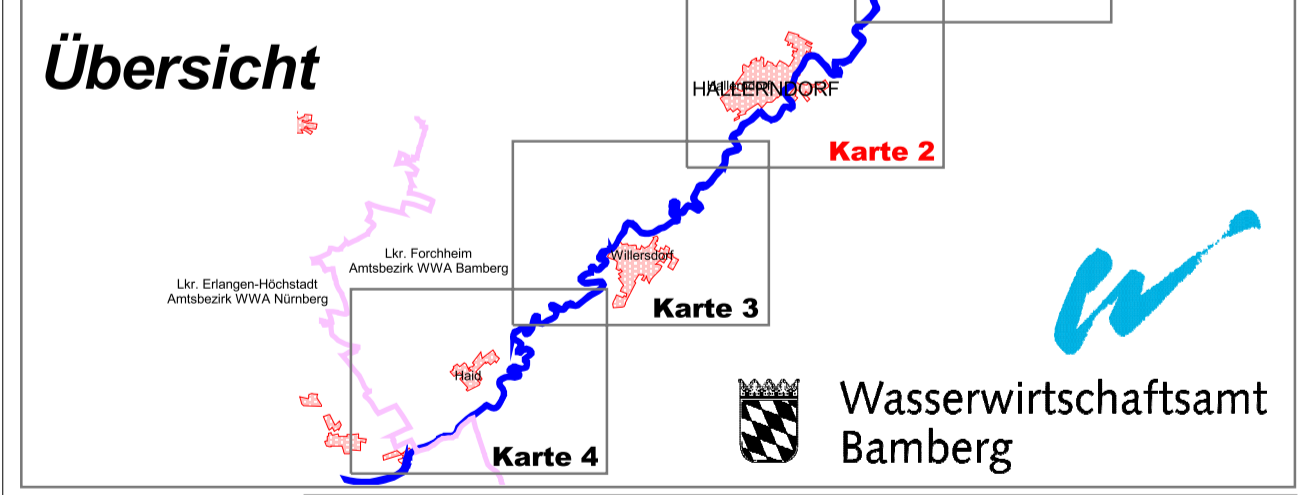 Übersicht
HALLERNDORF
Karte 2
Lkr. Forchheim
Amtsbezirk WWA Bamberg
Willersdorf
Lkr. Erlangen-Höchstadt
Amtsbezirk WWA Nürnberg
Karte 3
Haid
Wasserwirtschaftsamt
Bamberg
Karte 4